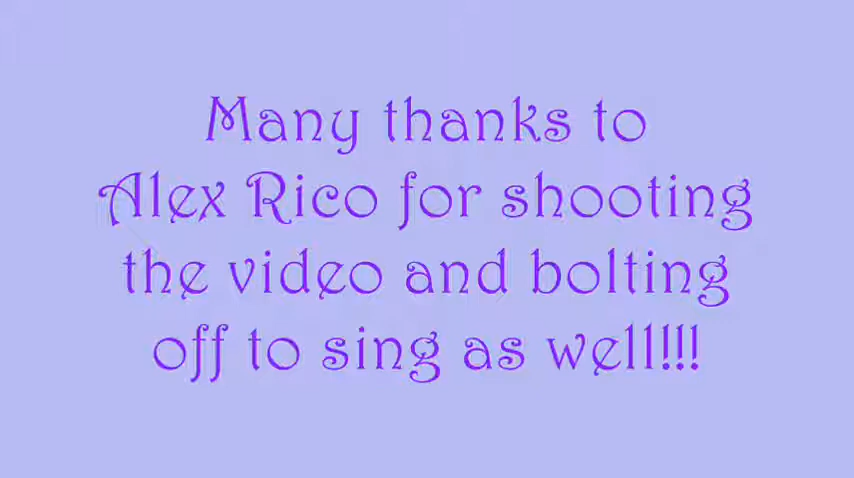 Many thanks to
Alex Rico for shooting
the video and bolting
off to sing as well!!!